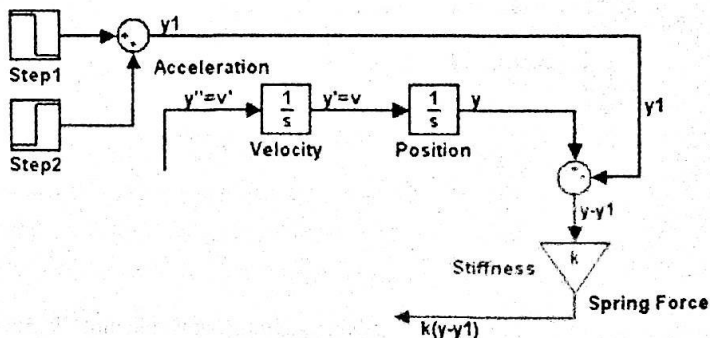 y1
Step1
Acceleration
y''=v'
1
s
y'=v
1
s
y
y1
Step2
Velocity
Position
y-y1
k
Stiffness
Spring Force
k(y-y1)